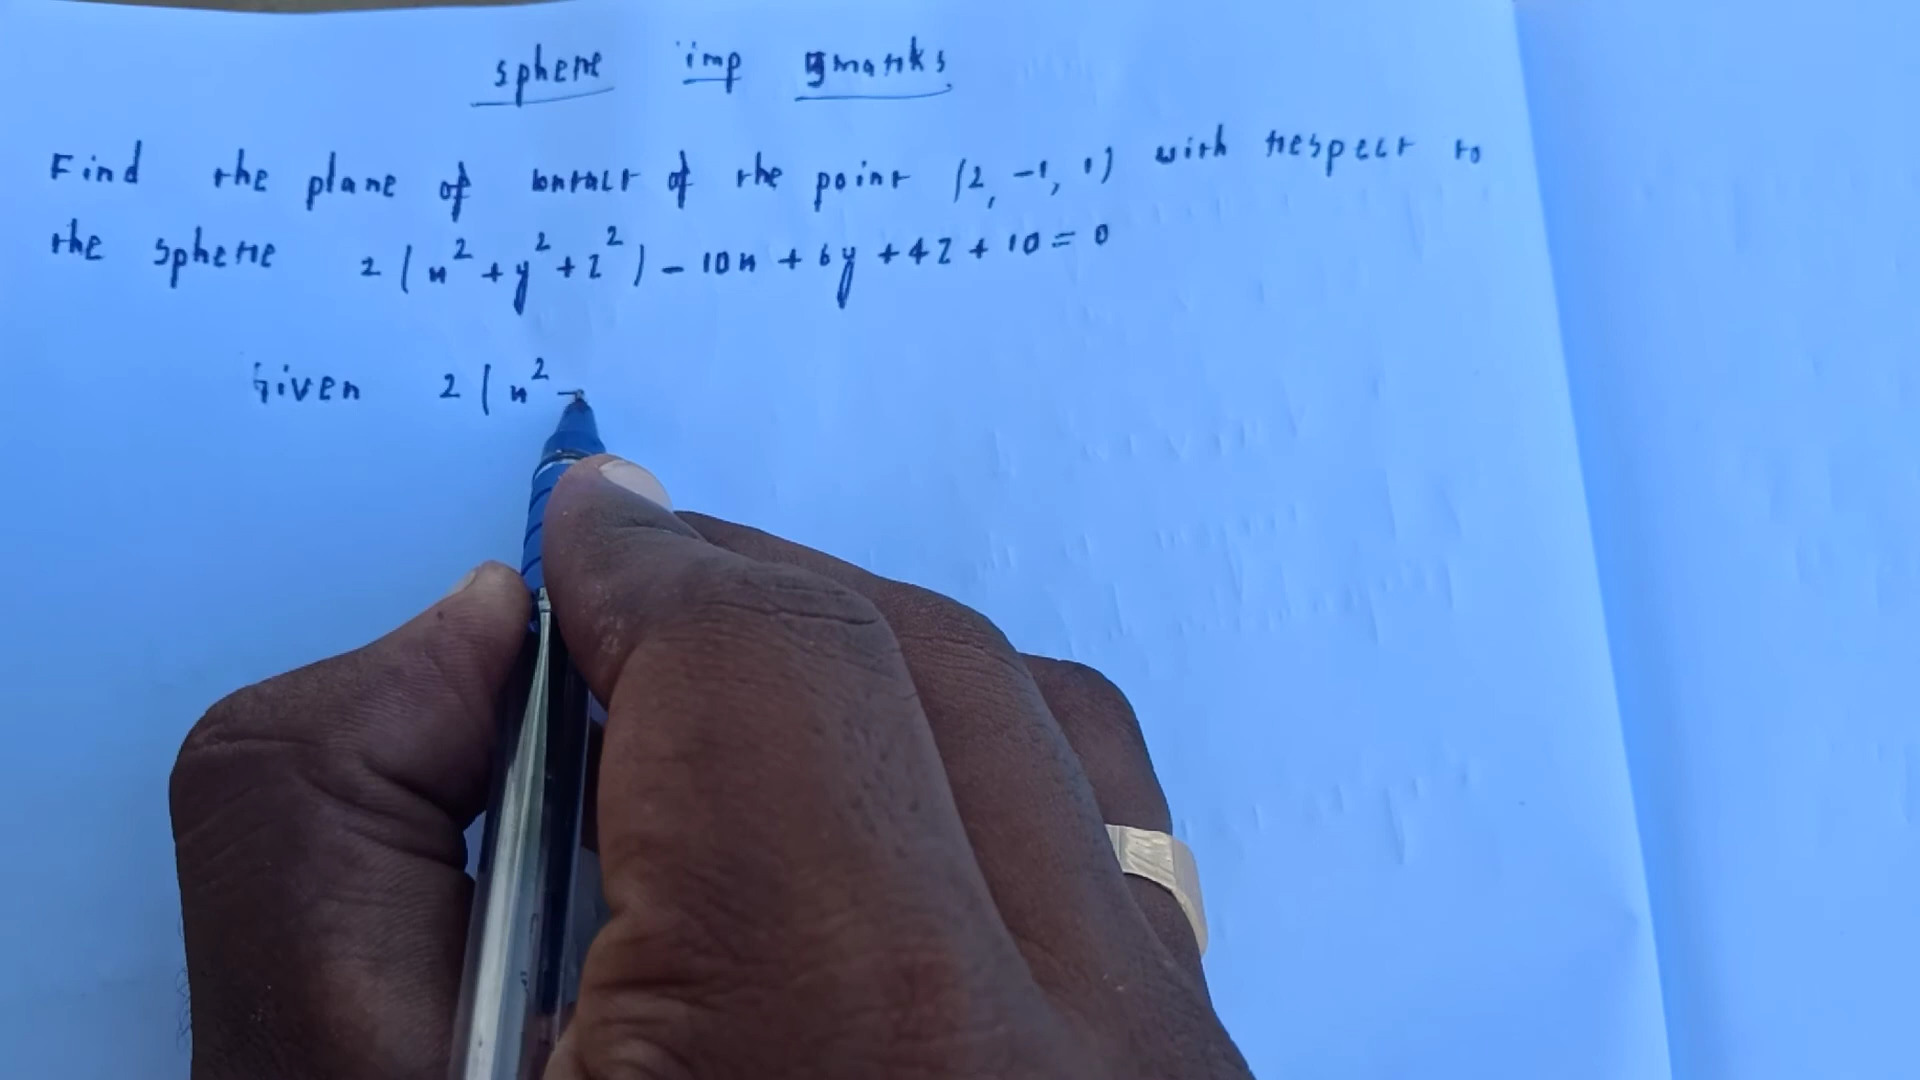 sphere imp 5marks
Find the plane of contact of the point (2, -1, 1) with respect to
the sphere 2(x² + y² + z²) - 10x + 6y + 4z + 10 = 0
Given 2(x² -